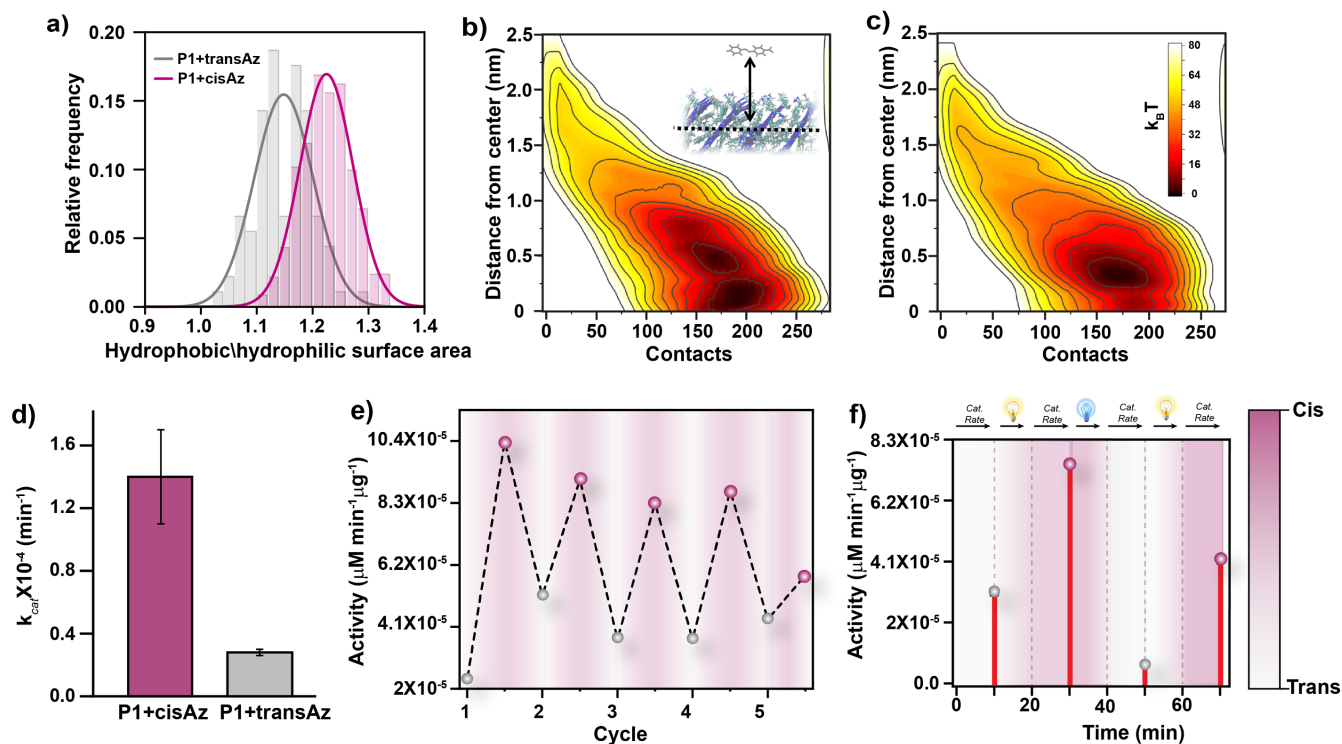 a)
P1+transAz
P1+cisAz
Relative frequency
0.20
0.15
0.10
0.05
0.00
0.9 1.0 1.1 1.2 1.3 1.4
Hydrophobic\hydrophilic surface area
b)
Distance from center (nm)
2.5
2.0
1.5
1.0
0.5
0
0 50 100 150 200 250
Contacts
c)
Distance from center (nm)
2.5
2.0
1.5
1.0
0.5
0
0 50 100 150 200 250
Contacts
kBT
80
64
48
32
16
0
d)
kcatX10⁻⁴ (min⁻¹)
1.6
1.2
0.8
0.4
0.0
P1+cisAz P1+transAz
e)
Activity (μM min⁻¹μg⁻¹)
10.4X10⁻⁵
8.3X10⁻⁵
6.2X10⁻⁵
4.1X10⁻⁵
2X10⁻⁵
1 2 3 4 5
Cycle
f)
Cat. Rate
Cat. Rate
Cat. Rate
Cat. Rate
Activity (μM min⁻¹μg⁻¹)
8.3X10⁻⁵
6.2X10⁻⁵
4.1X10⁻⁵
2X10⁻⁵
0.0
0 20 40 60
Time (min)
Cis
Trans